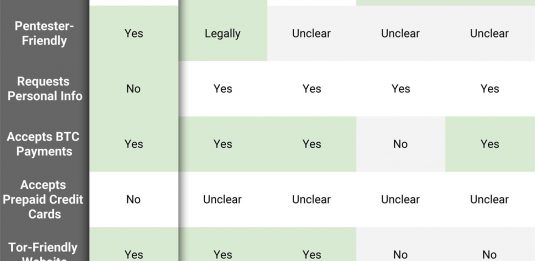 Pentester-
Friendly
Yes Legally Unclear Unclear Unclear
Requests
Personal Info
No Yes Yes Yes Yes
Accepts BTC
Payments
Yes Yes Yes No Yes
Accepts
Prepaid Credit
Cards
No Unclear Unclear Unclear Unclear
Tor-Friendly
Website
Yes Yes Yes No No